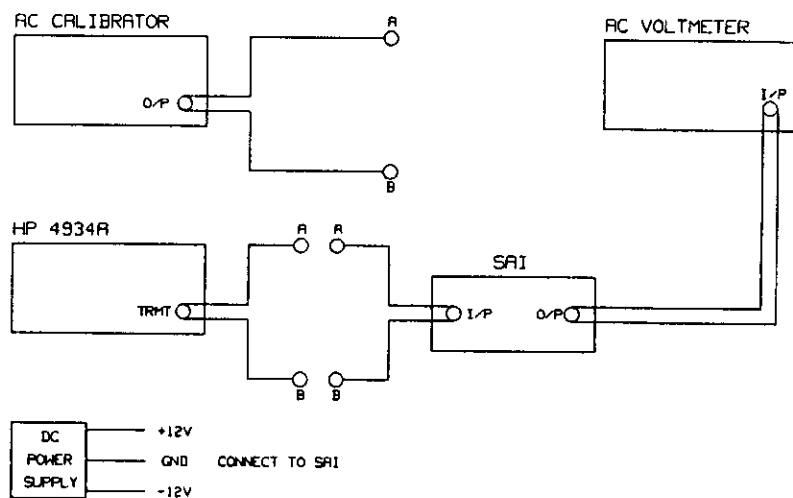 AC CALIBRATOR
A
AC VOLTMETER
O/P
I/P
B
HP 4934A
A A
SAI
TRMT
I/P O/P
B B
DC POWER SUPPLY
+12V
GND CONNECT TO SAI
-12V